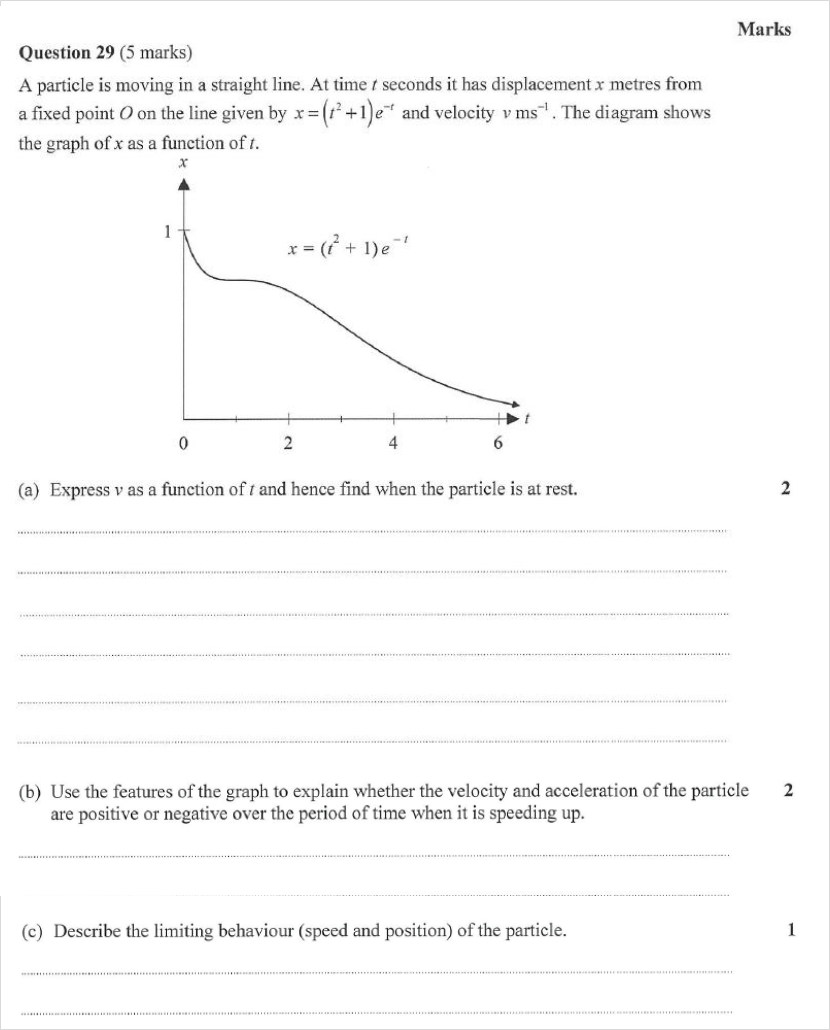 Marks
Question 29 (5 marks)
A particle is moving in a straight line. At time t seconds it has displacement x metres from
a fixed point O on the line given by x = (t² + 1)e⁻ᵗ and velocity v ms⁻¹. The diagram shows
the graph of x as a function of t.
x
1
x = (t² + 1)e⁻ᵗ
t
0 2 4 6
(a) Express v as a function of t and hence find when the particle is at rest. 2
(b) Use the features of the graph to explain whether the velocity and acceleration of the particle 2
are positive or negative over the period of time when it is speeding up.
(c) Describe the limiting behaviour (speed and position) of the particle. 1